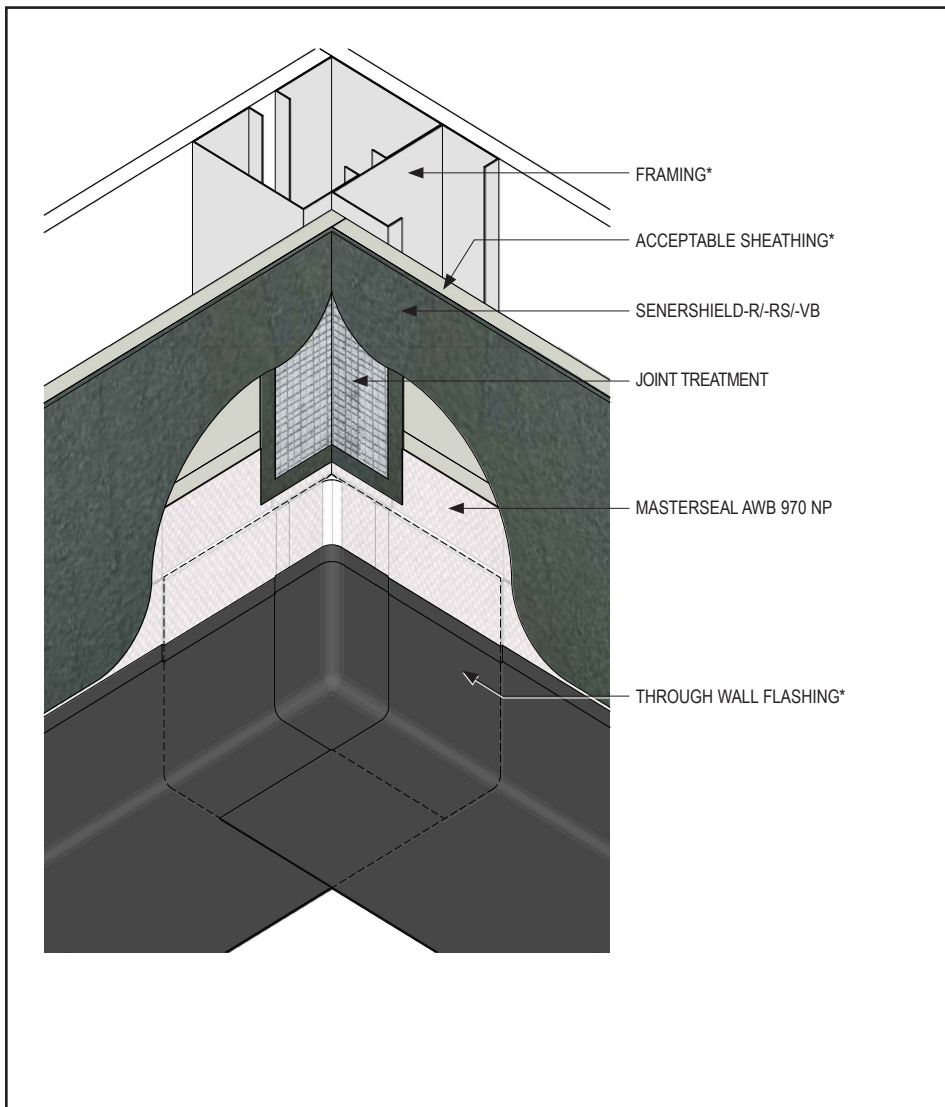 FRAMING*
ACCEPTABLE SHEATHING*
SENERSHIELD-R/-RS/-VB
JOINT TREATMENT
MASTERSEAL AWB 970 NP
THROUGH WALL FLASHING*